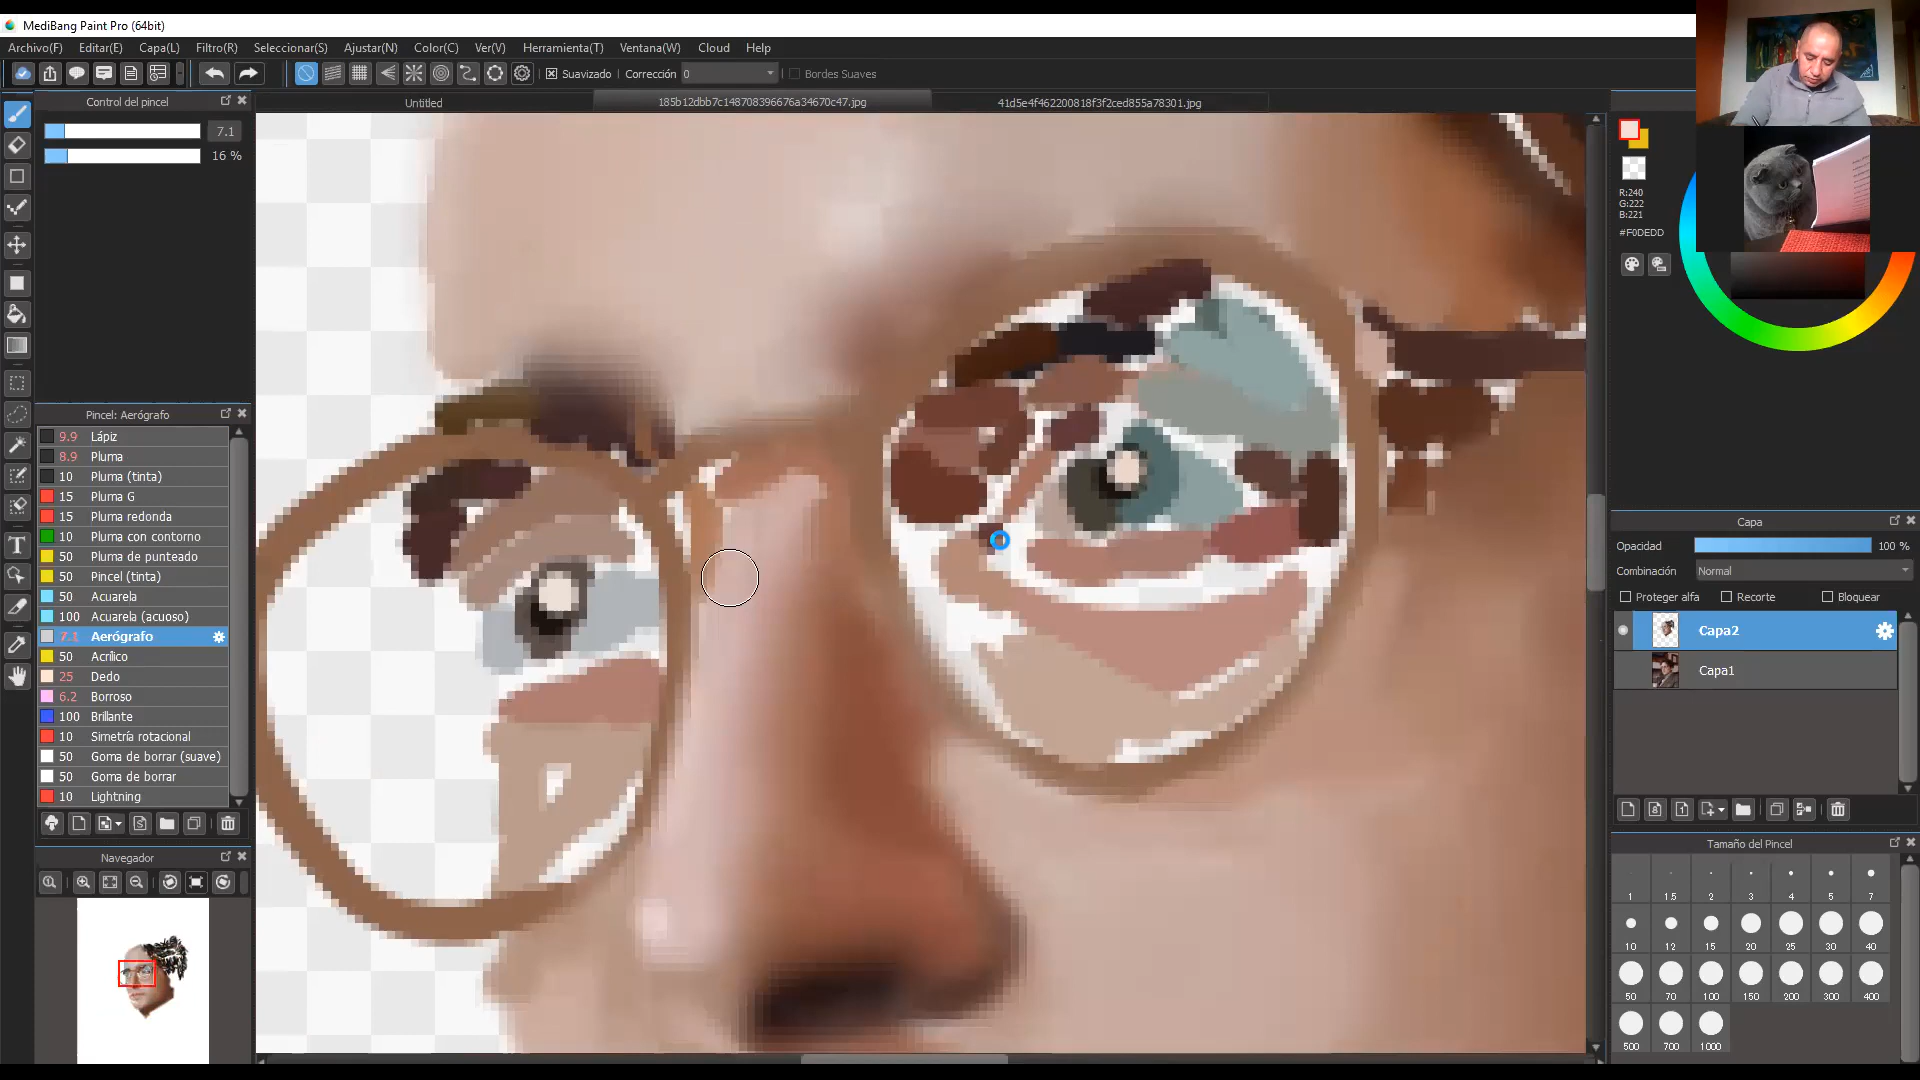 MediBang Paint Pro (64bit)
Archivo(F) Editar(E) Capa(L) Filtro(R) Seleccionar(S) Ajustar(N) Color(C) Ver(V) Herramienta(T) Ventana(W) Cloud Help
Suavizado Corrección 0 Bordes Suaves
Control del pincel
Untitled 185b12dbb7c148708396676a34670c47.jpg 41d5e4f462200818f3f2ced855a78301.jpg
7.1
16 %
R:240
G:222
B:221
#F0DEDD
Pincel: Aerógrafo
9.9 Lápiz
8.9 Pluma
10 Pluma (tinta)
15 Pluma G
15 Pluma redonda
10 Pluma con contorno
50 Pluma de punteado
50 Pincel (tinta)
50 Acuarela
100 Acuarela (acuoso)
7.1 Aerógrafo
50 Acrílico
25 Dedo
6.2 Borroso
100 Brillante
10 Simetría rotacional
50 Goma de borrar (suave)
50 Goma de borrar
10 Lightning
Navegador
Capa
Opacidad 100 %
Combinación Normal
Proteger alfa Recorte Bloquear
Capa2
Capa1
Tamaño del Pincel
1 1.5 2 3 4 5 7
10 12 15 20 25 30 40
50 70 100 150 200 300 400
500 700 1000